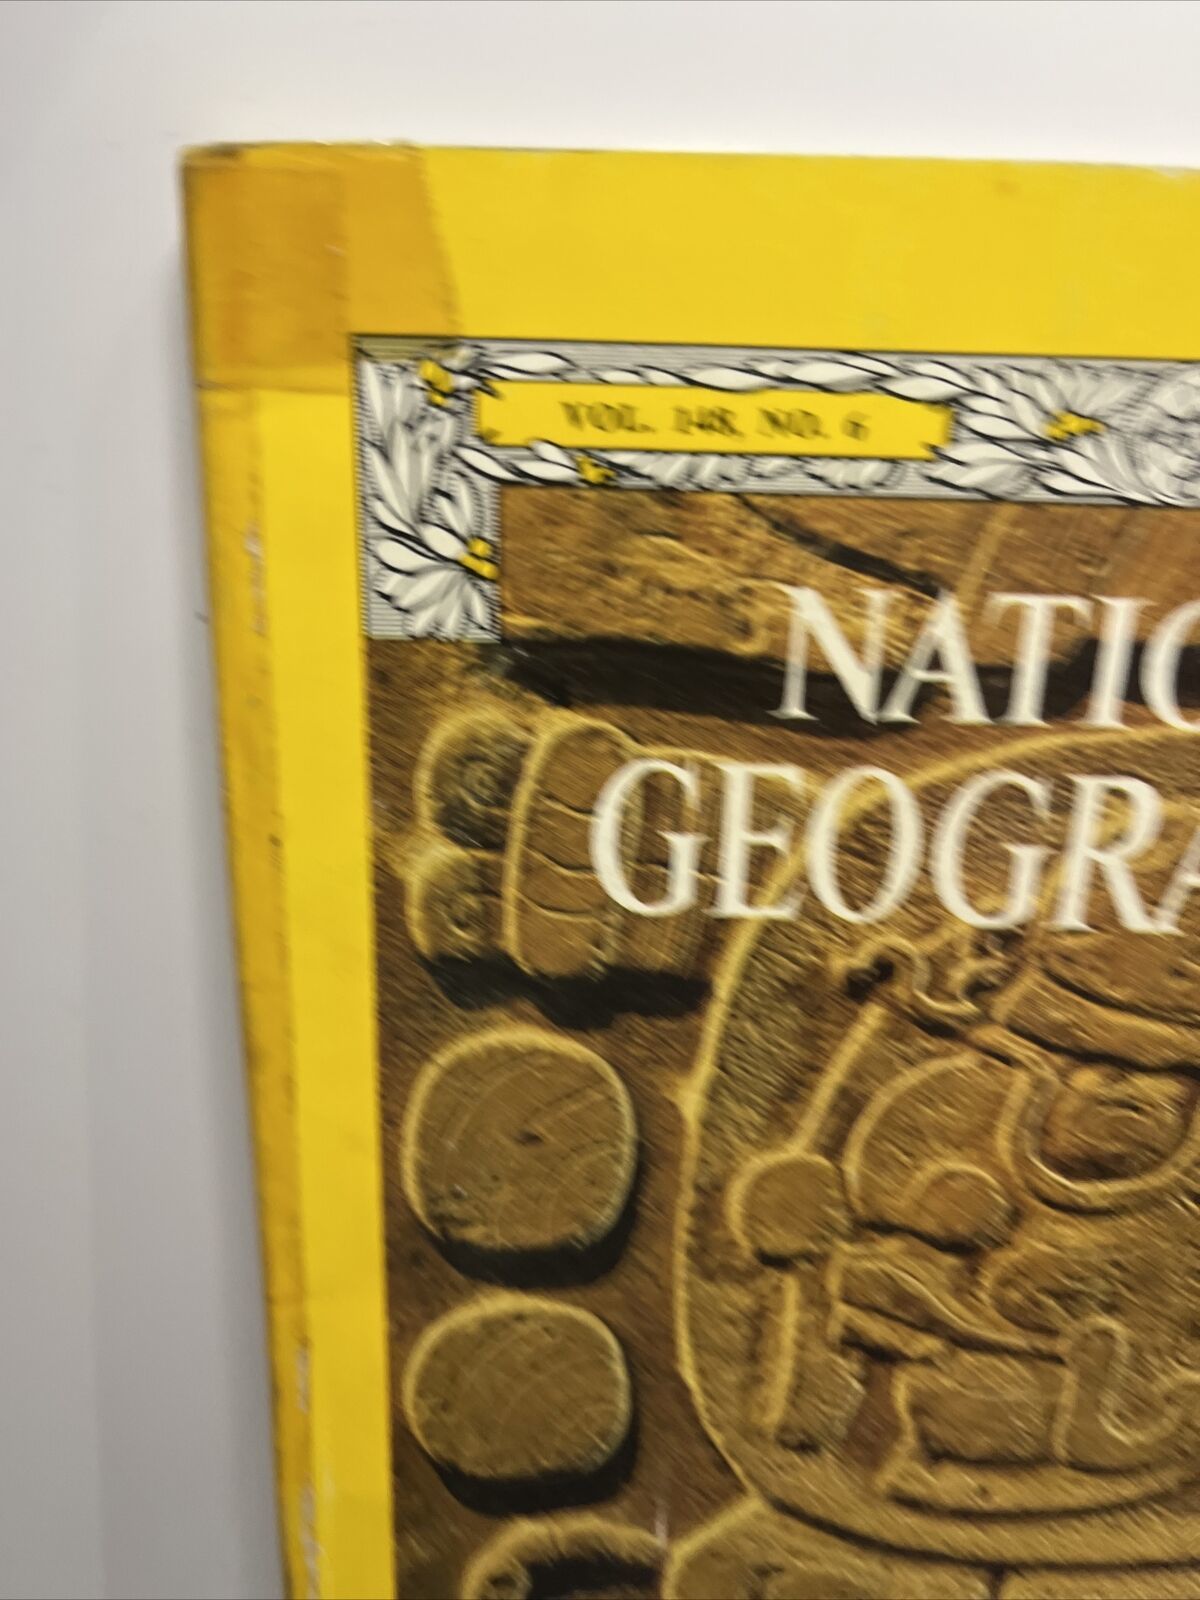 VOL. 148, NO. 6
NATIO
GEOGRA